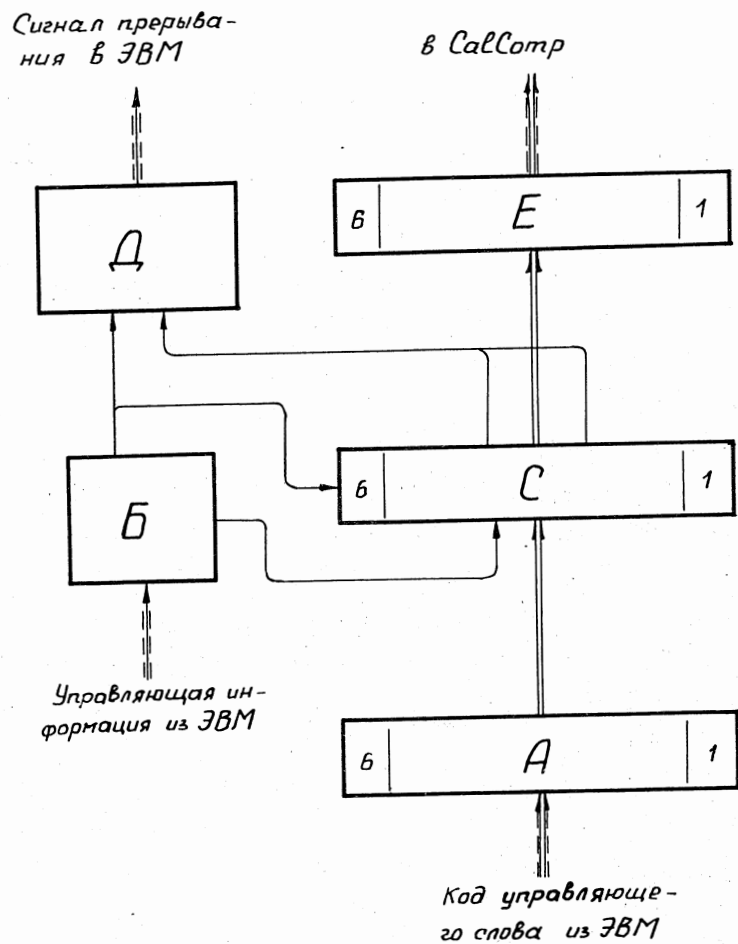 Сигнал прерыва-
ния в ЭВМ
в CalComp
Д
6 Е 1
Б
6 С 1
Управляющая ин-
формация из ЭВМ
6 А 1
Код управляюще-
го слова из ЭВМ